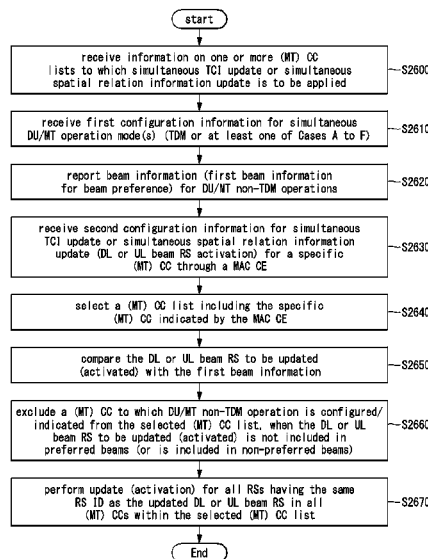 start
receive information on one or more (MT) CC
lists to which simultaneous TCI update or simultaneous
spatial relation information update is to be applied
S2600
receive first configuration information for simultaneous
DU/MT operation mode(s) (TDM or at least one of Cases A to F)
S2610
report beam information (first beam information
for beam preference) for DU/MT non-TDM operations
S2620
receive second configuration information for simultaneous
TCI update or simultaneous spatial relation information
update (DL or UL beam RS activation) for a specific
(MT) CC through a MAC CE
S2630
select a (MT) CC list including the specific
(MT) CC indicated by the MAC CE
S2640
compare the DL or UL beam RS to be updated
(activated) with the first beam information
S2650
exclude a (MT) CC to which DU/MT non-TDM operation is configured/
indicated from the selected (MT) CC list, when the DL or UL
beam RS to be updated (activated) is not included in
preferred beams (or is included in non-preferred beams)
S2660
perform update (activation) for all RSs having the same
RS ID as the updated DL or UL beam RS in all
(MT) CCs within the selected (MT) CC list
S2670
End